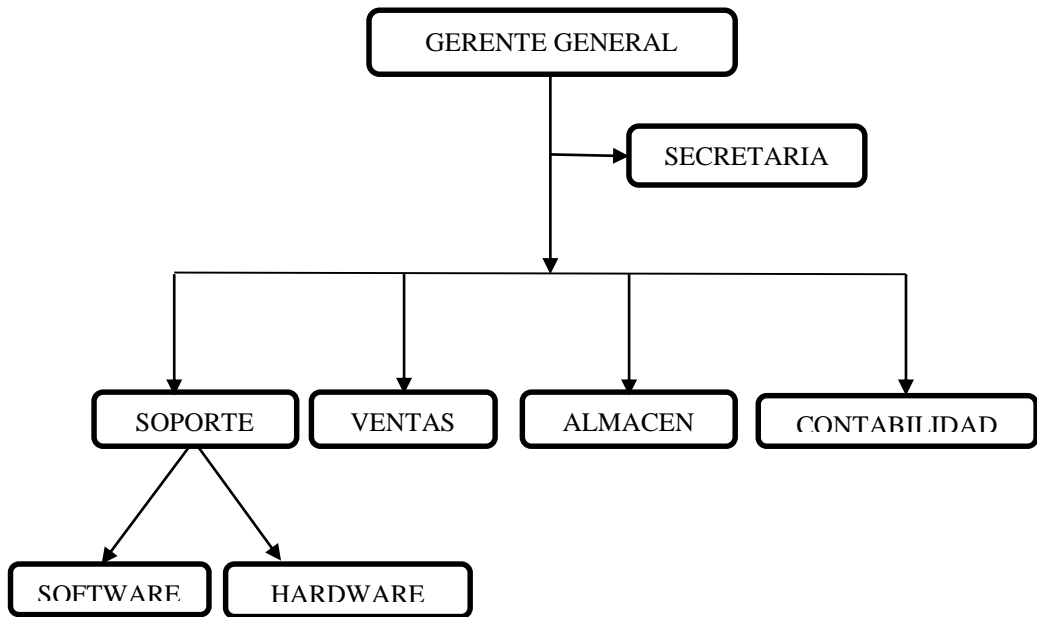 GERENTE GENERAL
SECRETARIA
SOPORTE
VENTAS
ALMACEN
CONTABILIDAD
SOFTWARE
HARDWARE